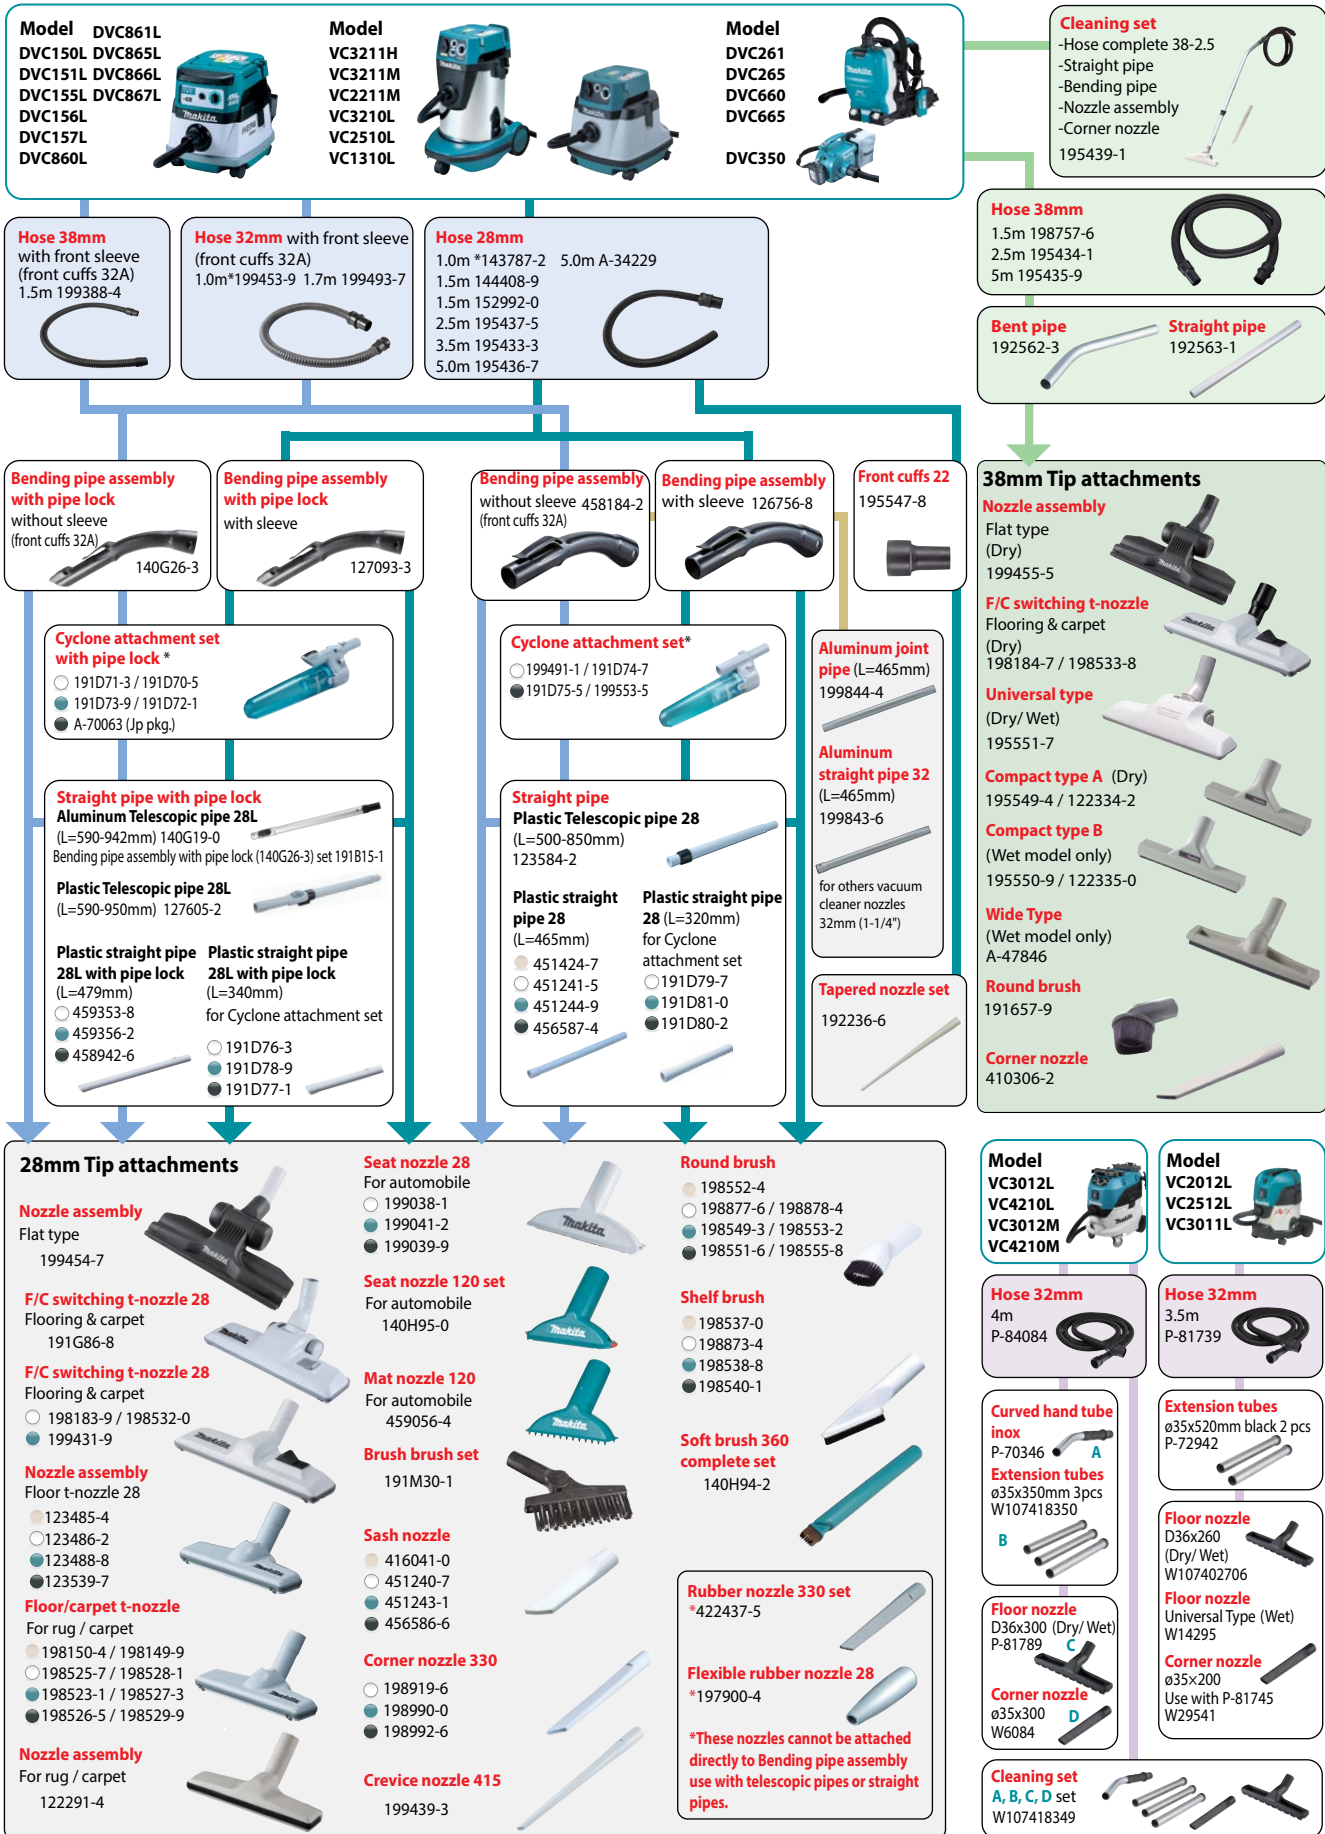 Model
DVC861L
DVC150L DVC865L
DVC151L DVC866L
DVC155L DVC867L
DVC156L
DVC157L
DVC860L
Model
VC3211H
VC3211M
VC2211M
VC3210L
VC2510L
VC1310L
Model
DVC261
DVC265
DVC660
DVC665
DVC350
Cleaning set
-Hose complete 38-2.5
-Straight pipe
-Bending pipe
-Nozzle assembly
-Corner nozzle
195439-1
Hose 38mm
with front sleeve
(front cuffs 32A)
1.5m 199388-4
Hose 32mm with front sleeve
(front cuffs 32A)
1.0m*199453-9 1.7m 199493-7
Hose 28mm
1.0m *143787-2 5.0m A-34229
1.5m 144408-9
1.5m 152992-0
2.5m 195437-5
3.5m 195433-3
5.0m 195436-7
Hose 38mm
1.5m 198757-6
2.5m 195434-1
5m 195435-9
Bent pipe
192562-3
Straight pipe
192563-1
Bending pipe assembly
with pipe lock
without sleeve
(front cuffs 32A)
140G26-3
Bending pipe assembly
with pipe lock
with sleeve
127093-3
Bending pipe assembly
without sleeve 458184-2
(front cuffs 32A)
Bending pipe assembly
with sleeve 126756-8
Front cuffs 22
195547-8
Cyclone attachment set
with pipe lock *
191D71-3 / 191D70-5
191D73-9 / 191D72-1
A-70063 (Jp pkg.)
Cyclone attachment set*
199491-1 / 191D74-7
191D75-5 / 199553-5
Aluminum joint
pipe (L=465mm)
199844-4
Aluminum
straight pipe 32
(L=465mm)
199843-6
for others vacuum
cleaner nozzles
32mm (1-1/4")
Straight pipe with pipe lock
Aluminum Telescopic pipe 28L
(L=590-942mm) 140G19-0
Bending pipe assembly with pipe lock (140G26-3) set 191B15-1
Plastic Telescopic pipe 28L
(L=590-950mm) 127605-2
Plastic straight pipe
28L with pipe lock
(L=479mm)
459353-8
459356-2
458942-6
Plastic straight pipe
28L with pipe lock
(L=340mm)
for Cyclone attachment set
191D76-3
191D78-9
191D77-1
Straight pipe
Plastic Telescopic pipe 28
(L=500-850mm)
123584-2
Plastic straight
pipe 28
(L=465mm)
451424-7
451241-5
451244-9
456587-4
Plastic straight pipe
28 (L=320mm)
for Cyclone
attachment set
191D79-7
191D81-0
191D80-2
Tapered nozzle set
192236-6
38mm Tip attachments
Nozzle assembly
Flat type
(Dry)
199455-5
F/C switching t-nozzle
Flooring & carpet
(Dry)
198184-7 / 198533-8
Universal type
(Dry/ Wet)
195551-7
Compact type A (Dry)
195549-4 / 122334-2
Compact type B
(Wet model only)
195550-9 / 122335-0
Wide Type
(Wet model only)
A-47846
Round brush
191657-9
Corner nozzle
410306-2
28mm Tip attachments
Nozzle assembly
Flat type
199454-7
F/C switching t-nozzle 28
Flooring & carpet
191G86-8
F/C switching t-nozzle 28
Flooring & carpet
198183-9 / 198532-0
199431-9
Nozzle assembly
Floor t-nozzle 28
123485-4
123486-2
123488-8
123539-7
Floor/carpet t-nozzle
For rug / carpet
198150-4 / 198149-9
198525-7 / 198528-1
198523-1 / 198527-3
198526-5 / 198529-9
Nozzle assembly
For rug / carpet
122291-4
Seat nozzle 28
For automobile
199038-1
199041-2
199039-9
Seat nozzle 120 set
For automobile
140H95-0
Mat nozzle 120
For automobile
459056-4
Brush brush set
191M30-1
Sash nozzle
416041-0
451240-7
451243-1
456586-6
Corner nozzle 330
198919-6
198990-0
198992-6
Crevice nozzle 415
199439-3
Round brush
198552-4
198877-6 / 198878-4
198549-3 / 198553-2
198551-6 / 198555-8
Shelf brush
198537-0
198873-4
198538-8
198540-1
Soft brush 360
complete set
140H94-2
Rubber nozzle 330 set
*422437-5
Flexible rubber nozzle 28
*197900-4
*These nozzles cannot be attached
directly to Bending pipe assembly
use with telescopic pipes or straight
pipes.
Model
VC3012L
VC4210L
VC3012M
VC4210M
Model
VC2012L
VC2512L
VC3011L
Hose 32mm
4m
P-84084
Hose 32mm
3.5m
P-81739
Curved hand tube
inox
P-70346 A
Extension tubes
ø35x350mm 3pcs
W107418350
B
Extension tubes
ø35x520mm black 2 pcs
P-72942
Floor nozzle
D36x300 (Dry/ Wet)
P-81789 C
Corner nozzle
ø35x300 D
W6084
Floor nozzle
D36x260
(Dry/ Wet)
W107402706
Floor nozzle
Universal Type (Wet)
W14295
Corner nozzle
ø35×200
Use with P-81745
W29541
Cleaning set
A, B, C, D set
W107418349